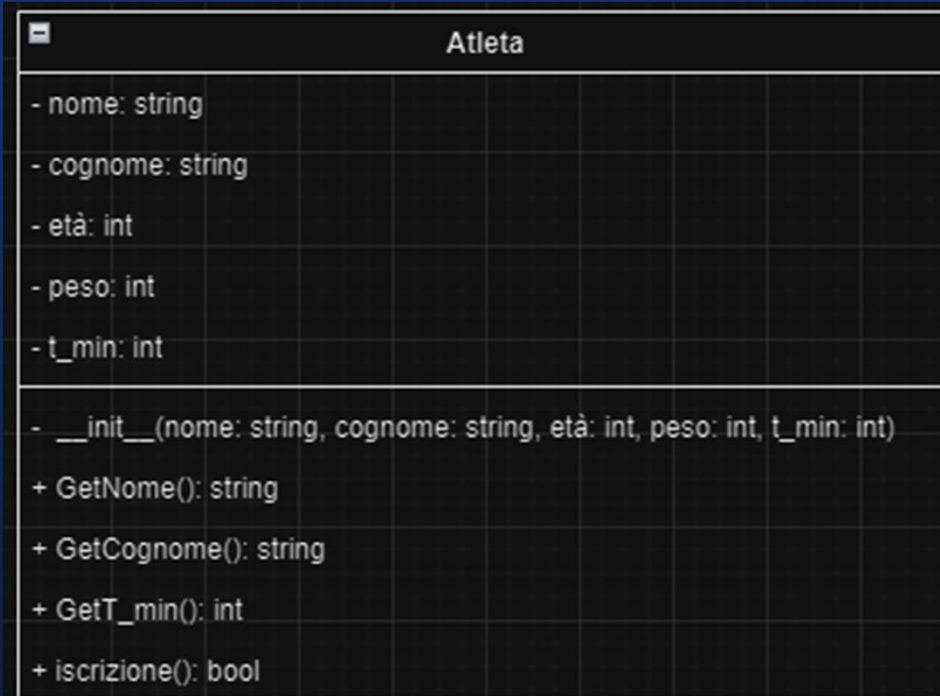 Atleta
- nome: string
- cognome: string
- età: int
- peso: int
- t_min: int
- __init__(nome: string, cognome: string, età: int, peso: int, t_min: int)
+ GetNome(): string
+ GetCognome(): string
+ GetT_min(): int
+ iscrizione(): bool